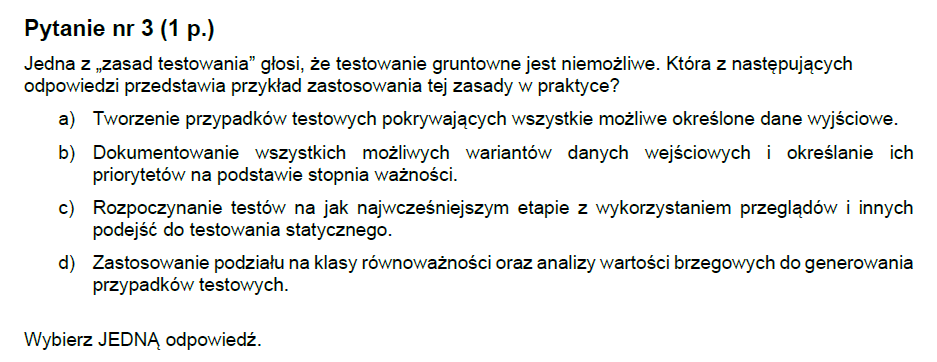 Pytanie nr 3 (1 p.)
Jedna z „zasad testowania” głosi, że testowanie gruntowne jest niemożliwe. Która z następujących
odpowiedzi przedstawia przykład zastosowania tej zasady w praktyce?
a) Tworzenie przypadków testowych pokrywających wszystkie możliwe określone dane wyjściowe.
b) Dokumentowanie wszystkich możliwych wariantów danych wejściowych i określanie ich
priorytetów na podstawie stopnia ważności.
c) Rozpoczynanie testów na jak najwcześniejszym etapie z wykorzystaniem przeglądów i innych
podejść do testowania statycznego.
d) Zastosowanie podziału na klasy równoważności oraz analizy wartości brzegowych do generowania
przypadków testowych.
Wybierz JEDNĄ odpowiedź.